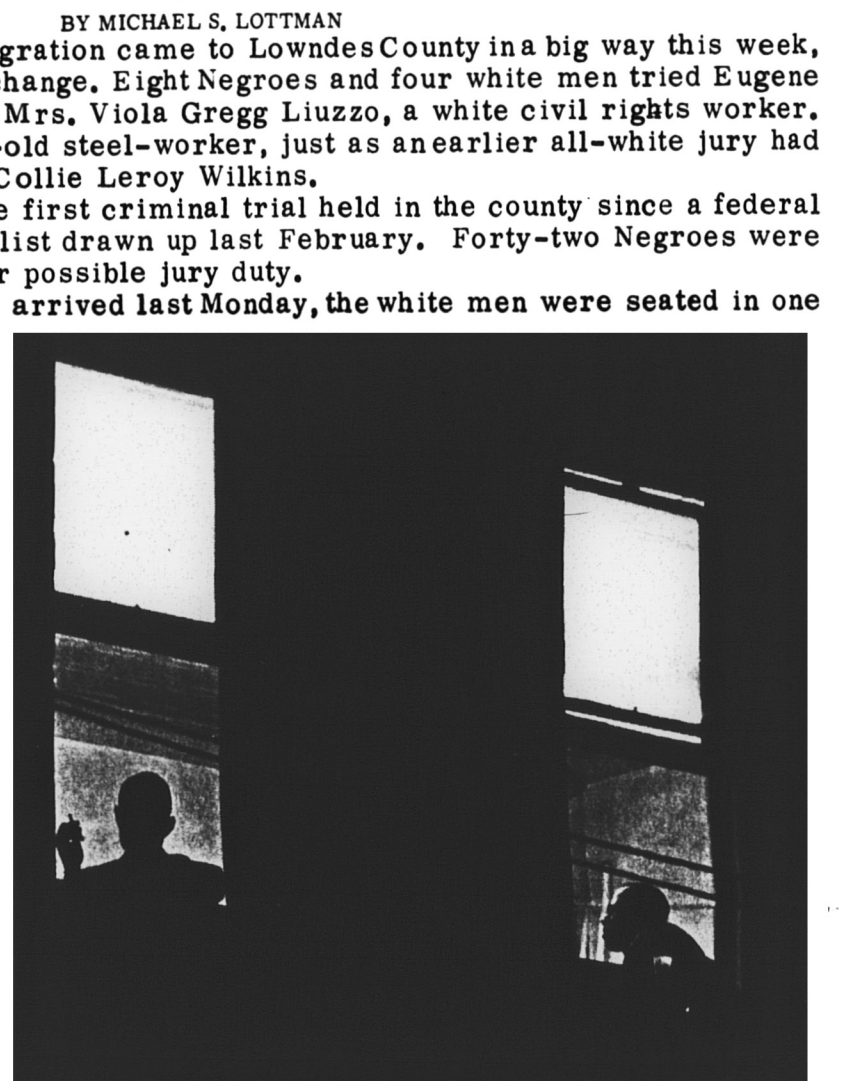 BY MICHAEL S. LOTTMAN
gration came to Lowndes County in a big way this week,
hange. Eight Negroes and four white men tried Eugene
Mrs. Viola Gregg Liuzzo, a white civil rights worker.
-old steel-worker, just as an earlier all-white jury had
Collie Leroy Wilkins.
e first criminal trial held in the county since a federal
list drawn up last February. Forty-two Negroes were
r possible jury duty.
arrived last Monday, the white men were seated in one